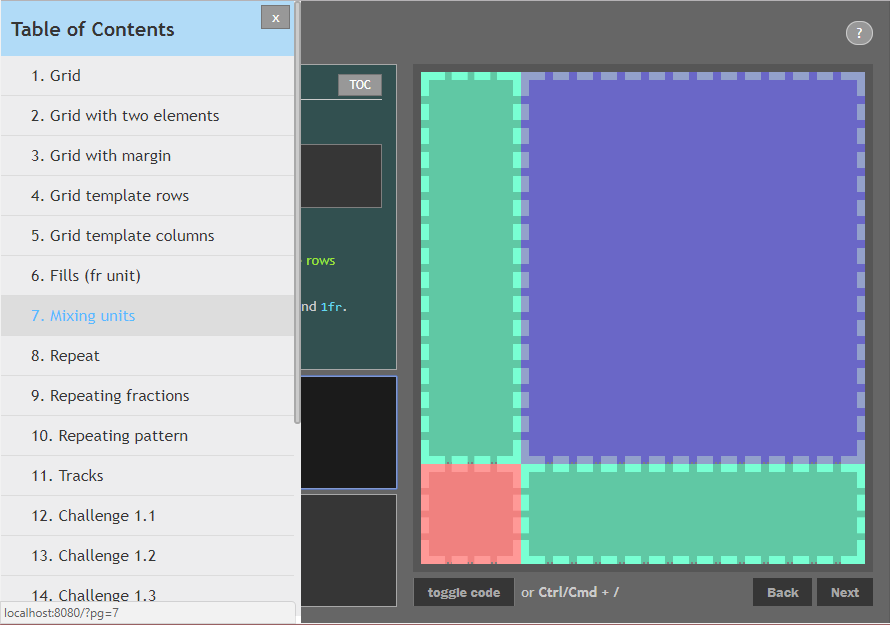 Table of Contents
x
?
1. Grid
TOC
2. Grid with two elements
3. Grid with margin
4. Grid template rows
5. Grid template columns
rows
6. Fills (fr unit)
7. Mixing units
nd 1fr.
8. Repeat
9. Repeating fractions
10. Repeating pattern
11. Tracks
12. Challenge 1.1
13. Challenge 1.2
14. Challenge 1.3
toggle code or Ctrl/Cmd + / Back Next
localhost:8080/?pg=7